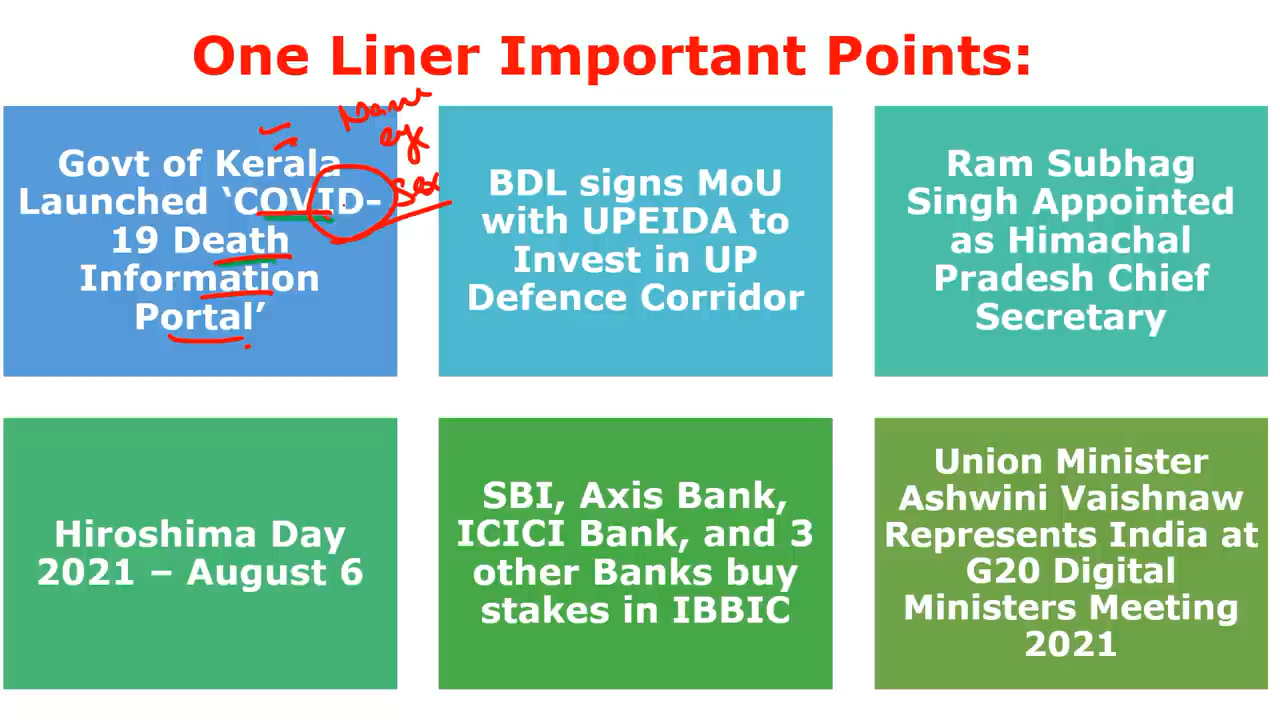 One Liner Important Points:
Govt of Kerala
Launched ‘COVID-
19 Death
Information
Portal’
Name
Sex
BDL signs MoU
with UPEIDA to
Invest in UP
Defence Corridor
Ram Subhag
Singh Appointed
as Himachal
Pradesh Chief
Secretary
Hiroshima Day
2021 – August 6
SBI, Axis Bank,
ICICI Bank, and 3
other Banks buy
stakes in IBBIC
Union Minister
Ashwini Vaishnaw
Represents India at
G20 Digital
Ministers Meeting
2021